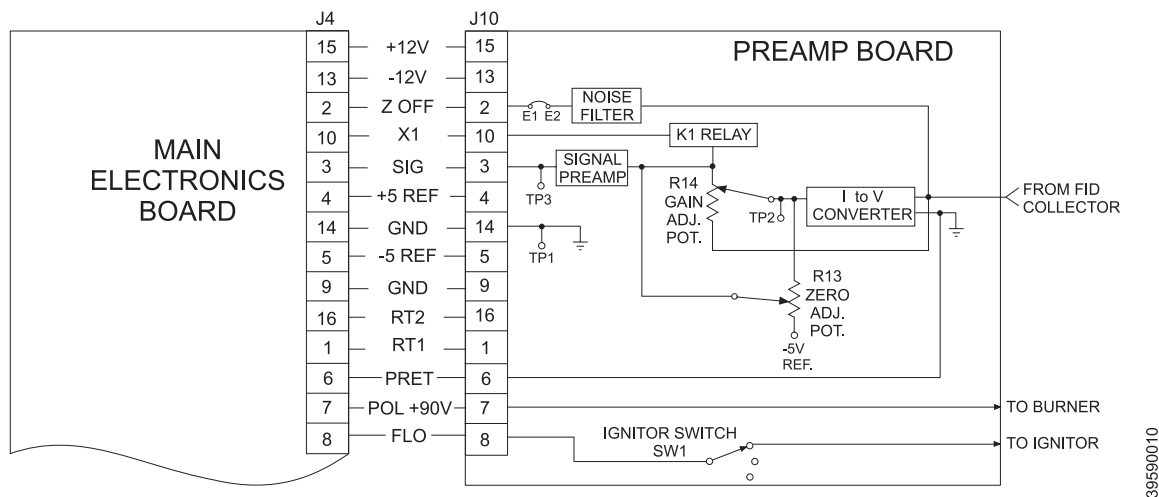 J4
J10
15 +12V 15
13 -12V 13
2 Z OFF 2
10 X1 10
3 SIG 3
4 +5 REF 4
14 GND 14
5 -5 REF 5
9 GND 9
16 RT2 16
1 RT1 1
6 PRET 6
7 POL +90V 7
8 FLO 8
MAIN
ELECTRONICS
BOARD
PREAMP BOARD
E1 E2
NOISE
FILTER
K1 RELAY
TP3
SIGNAL
PREAMP
R14
GAIN
ADJ.
POT.
TP2
I to V
CONVERTER
FROM FID
COLLECTOR
TP1
R13
ZERO
ADJ.
POT.
-5V
REF.
TO BURNER
IGNITOR SWITCH
SW1
TO IGNITOR
39590010